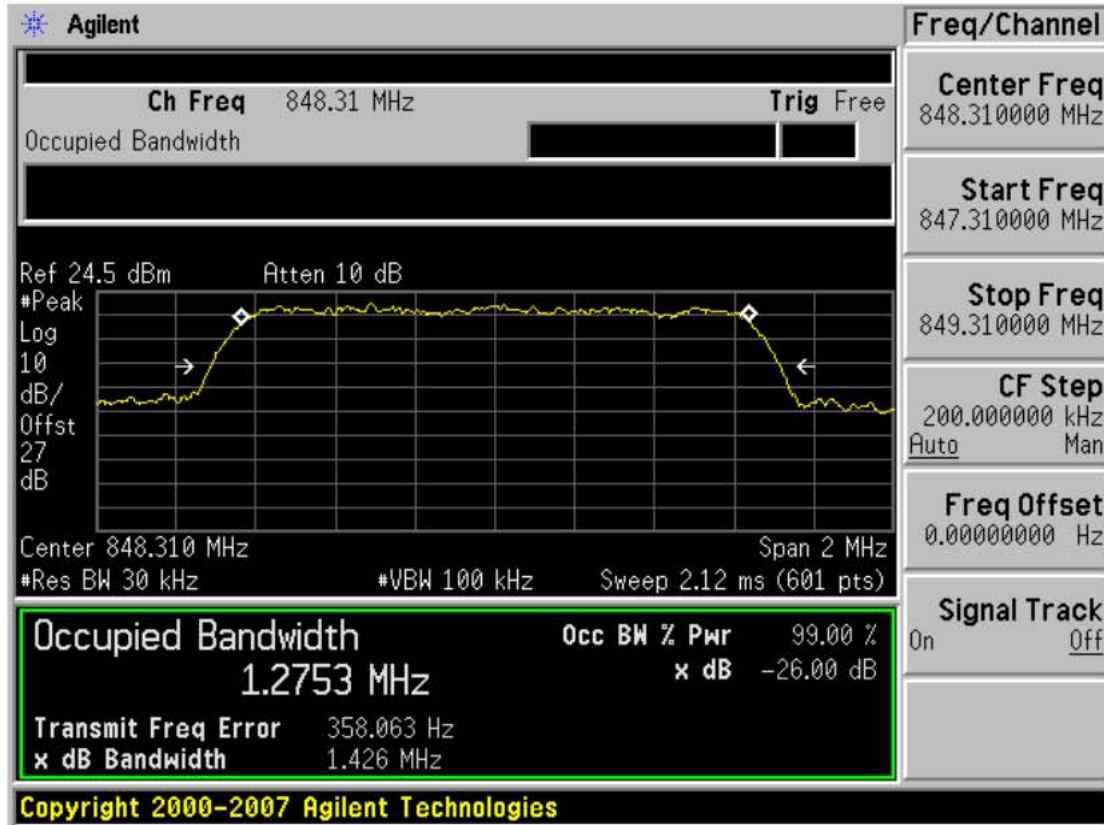 Agilent
Freq/Channel
Ch Freq 848.31 MHz Trig Free
Occupied Bandwidth
Ref 24.5 dBm Atten 10 dB
#Peak
Log
10
dB/
Offst
27
dB
Center 848.310 MHz Span 2 MHz
#Res BW 30 kHz #VBW 100 kHz Sweep 2.12 ms (601 pts)
Occupied Bandwidth
1.2753 MHz
Occ BW % Pwr 99.00 %
x dB -26.00 dB
Transmit Freq Error 358.063 Hz
x dB Bandwidth 1.426 MHz
Center Freq
848.310000 MHz
Start Freq
847.310000 MHz
Stop Freq
849.310000 MHz
CF Step
200.000000 kHz
Auto Man
Freq Offset
0.00000000 Hz
Signal Track
On Off
Copyright 2000-2007 Agilent Technologies